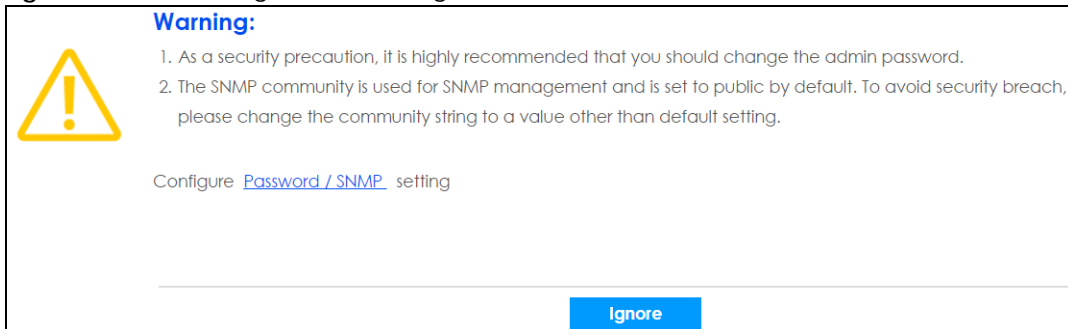 Warning:
1. As a security precaution, it is highly recommended that you should change the admin password.
2. The SNMP community is used for SNMP management and is set to public by default. To avoid security breach,
please change the community string to a value other than default setting.
Configure Password / SNMP setting
Ignore